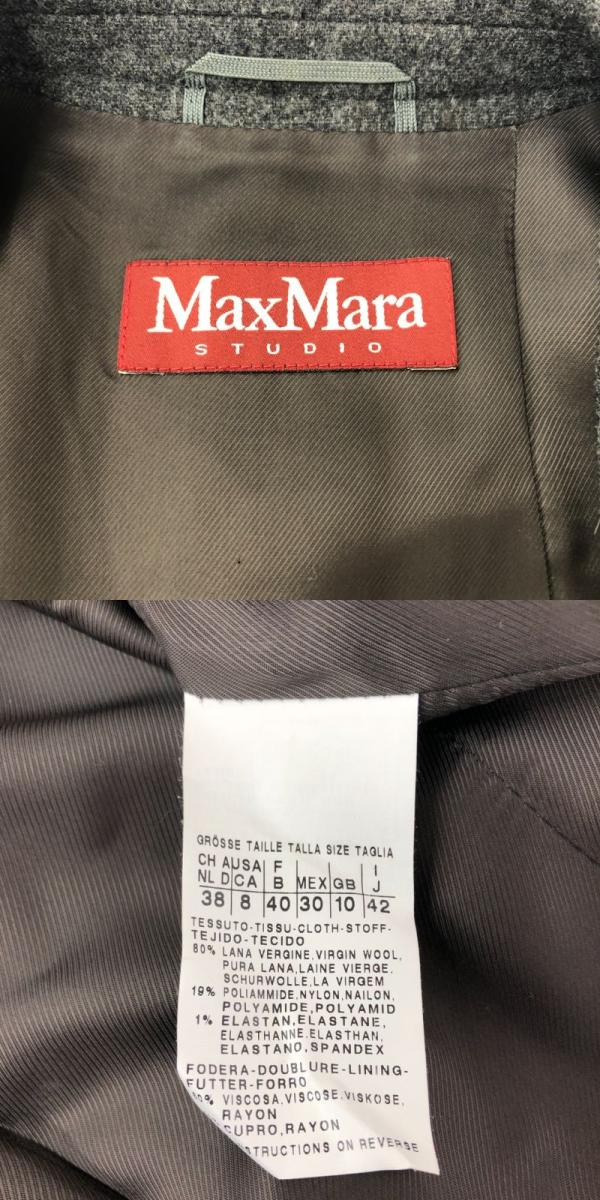 MaxMara
STUDIO
GRÖSSE TAILLE TALLA SIZE TAGLIA
CH A USA F I
NL D CA B MEX GB J
38 8 40 30 10 42
TESSUTO-TISSU-CLOTH-STOFF-
TEJIDO-TECIDO
80% LANA VERGINE,VIRGIN WOOL,
PURA LANA,LAINE VIERGE,
SCHURWOLLE,LA VIRGEM
19% POLIAMMIDE,NYLON,NAILON,
POLYAMIDE,POLYAMID
1% ELASTAN,ELASTANE,
ELASTHANNE,ELASTHAN,
ELASTANO,SPANDEX
FODERA-DOUBLURE-LINING-
FUTTER-FORRO
VISCOSA,VISCOSE,VISKOSE,
RAYON
CUPRO,RAYON
ON REVERSE